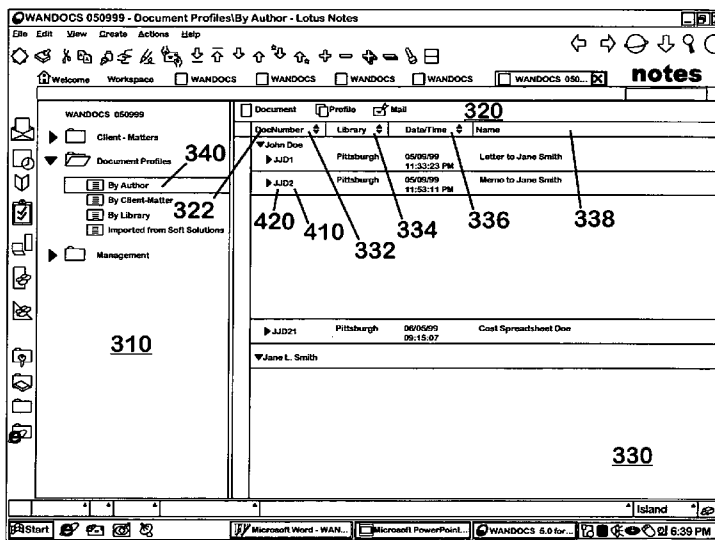 WANDOCS 050999 - Document Profiles\By Author - Lotus Notes
File Edit View Create Actions Help
Welcome Workspace WANDOCS WANDOCS WANDOCS WANDOCS WANDOCS 050... notes
WANDOCS 050999
Client - Matters
Document Profiles
340
By Author
By Client-Matter
By Library
Imported from Soft Solutions
Management
310
322
Document Profile Mail 320
DocNumber Library Date/Time Name
John Doe
JJD1 Pittsburgh 05/09/99 Letter to Jane Smith
11:33:23 PM
JJD2 Pittsburgh 05/09/99 Memo to Jane Smith
11:53:11 PM
420 410 332 334 336 338
JJD21 Pittsburgh 06/05/99 Cost Spreadsheet Doe
09:15:07
Jane L. Smith
330
Island
Start Microsoft Word - WAN... Microsoft PowerPoint... WANDOCS 5.0 for... 6:39 PM